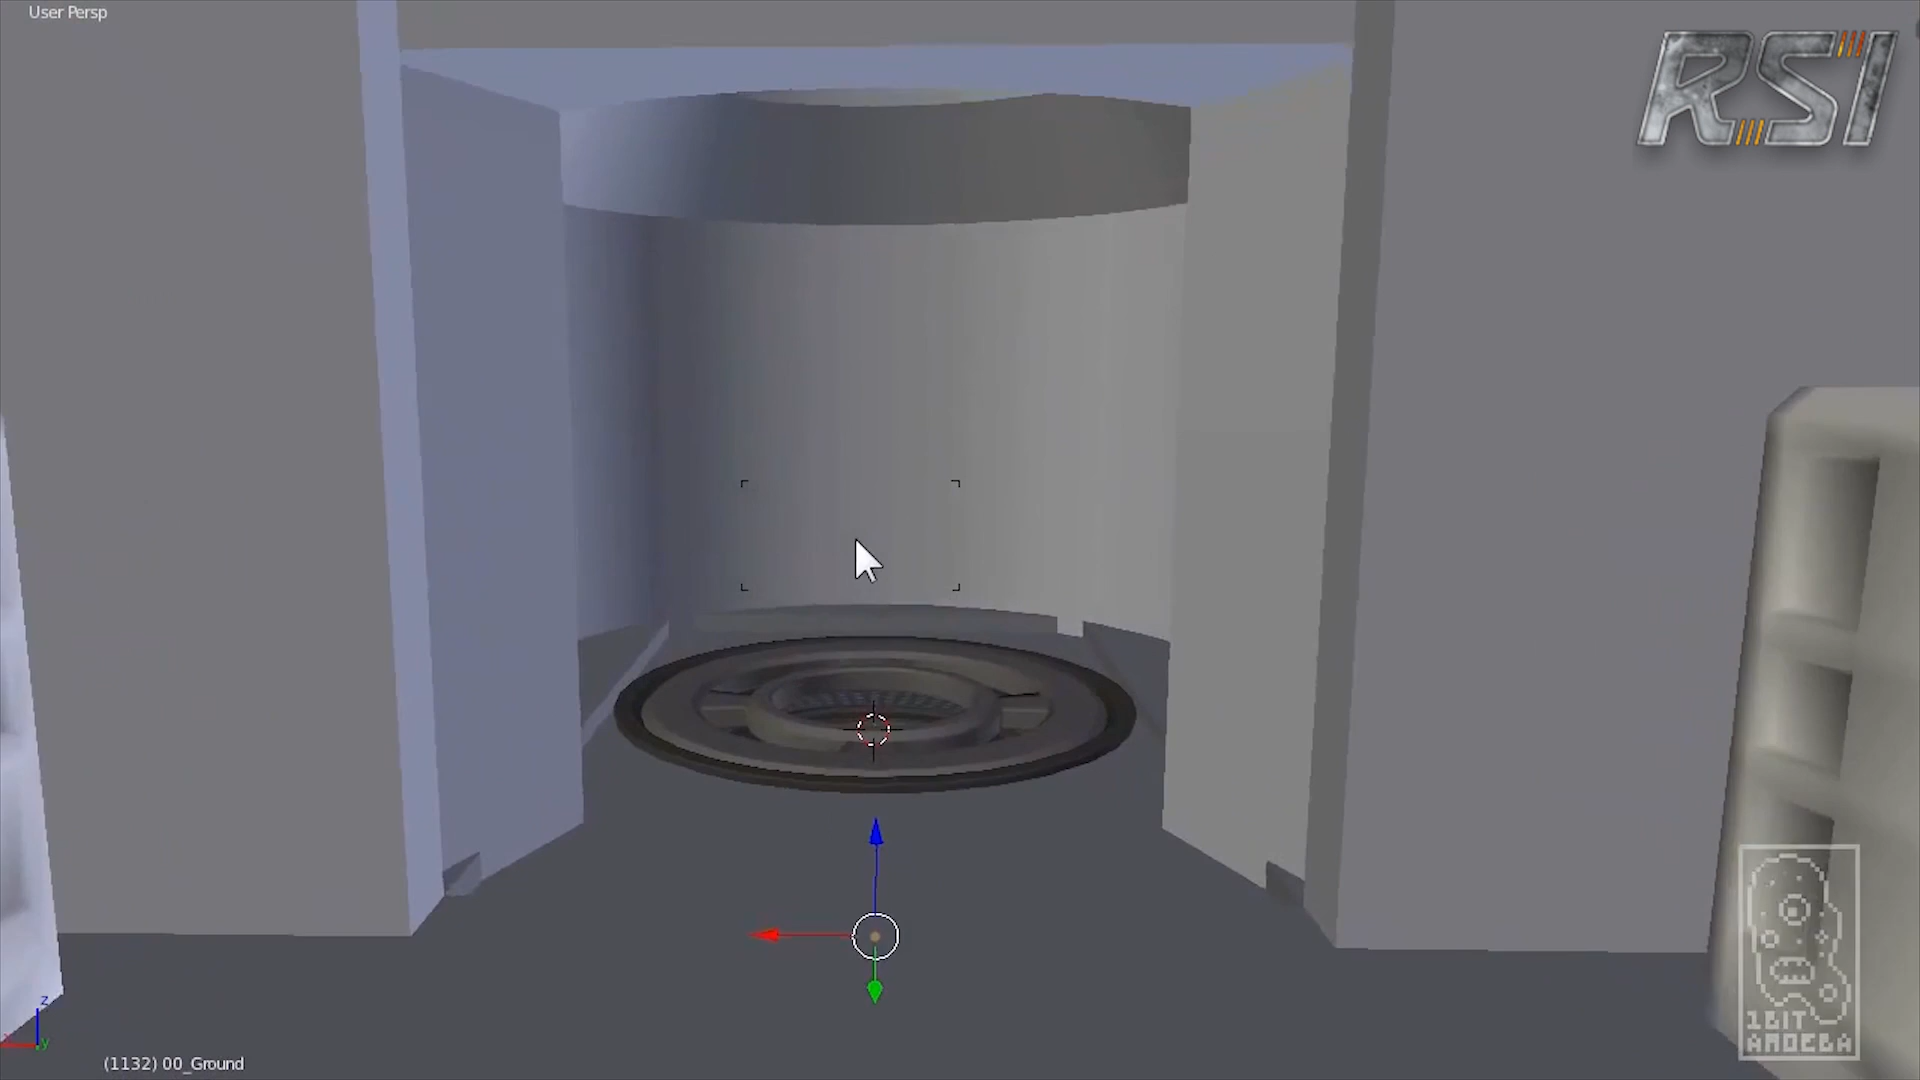 User Persp
RSI
z
y
(1132) 00_Ground
1BIT
AMOEBA